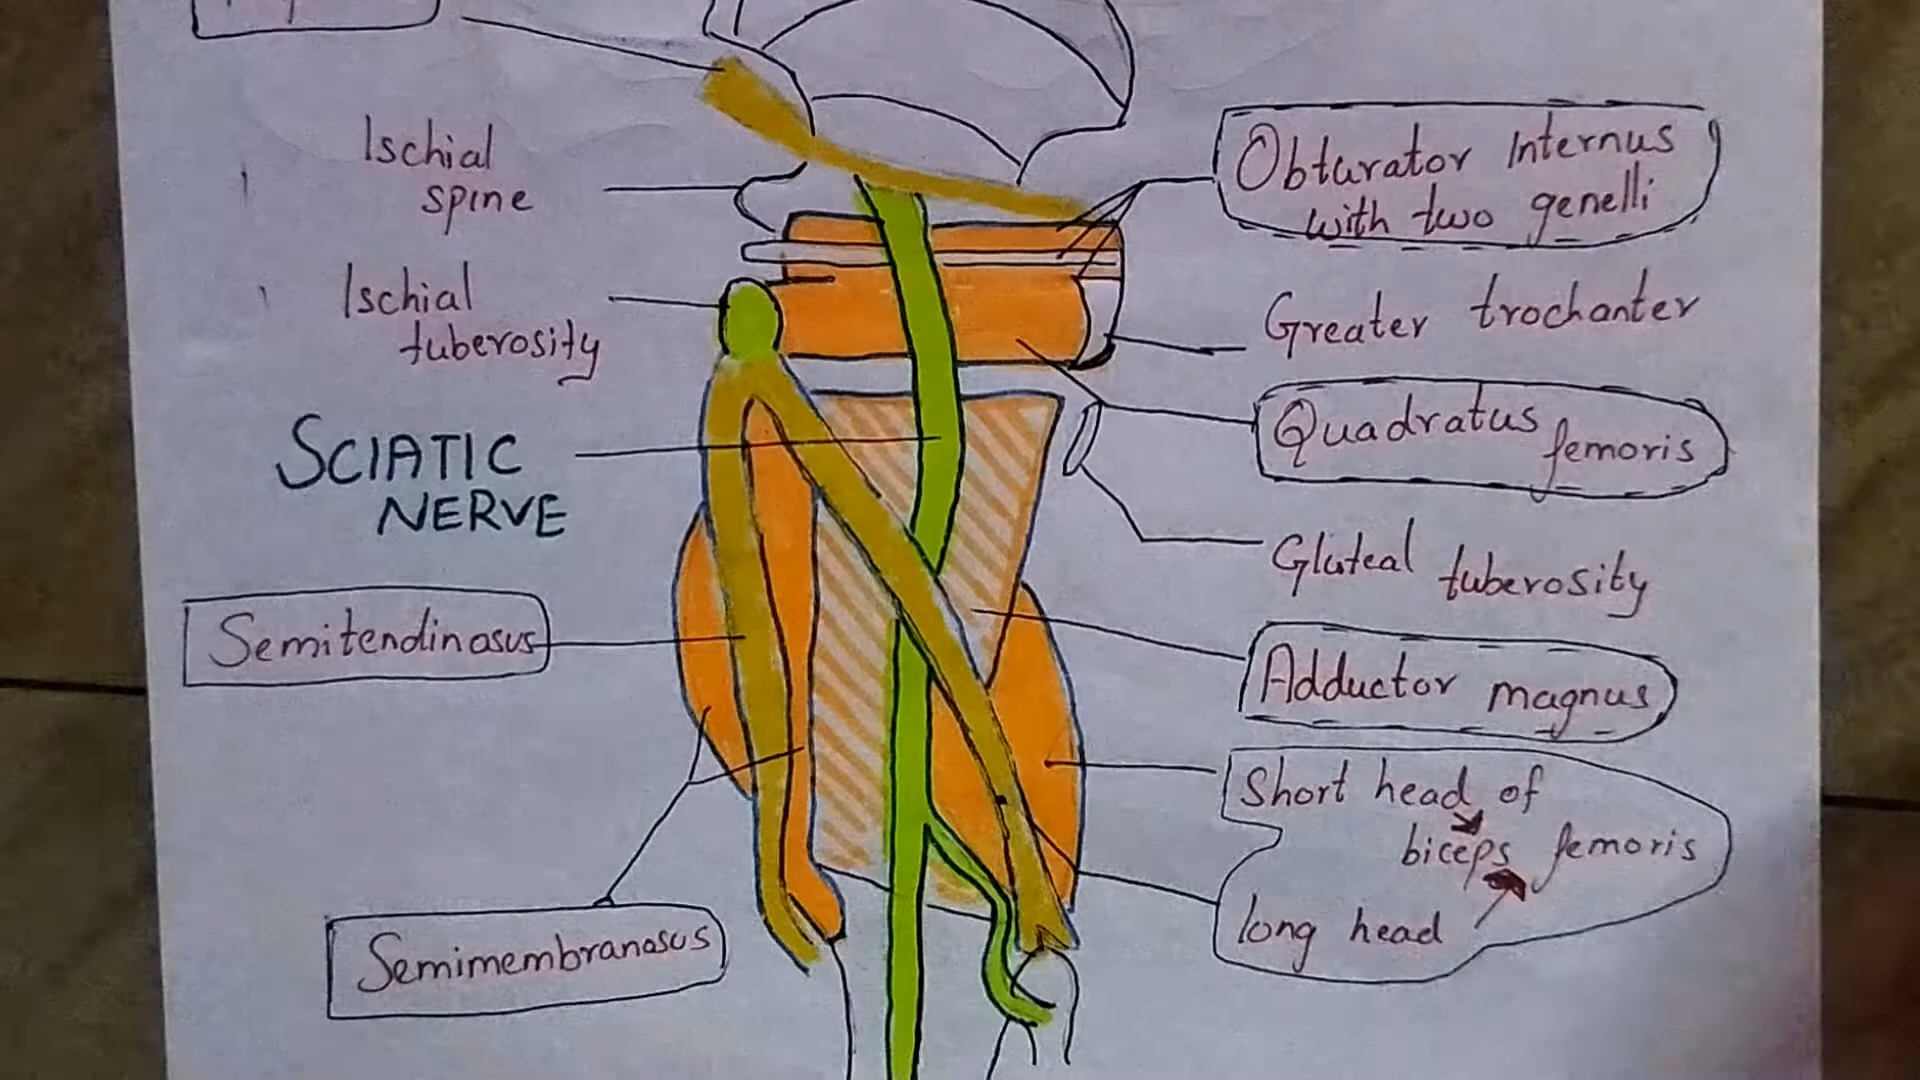 Ischial
spine
Ischial
tuberosity
SCIATIC
NERVE
Semitendinosus
Semimembranosus
Obturator Internus
with two genelli
Greater trochanter
Quadratus
femoris
Gluteal tuberosity
Adductor magnus
Short head of
biceps femoris
long head